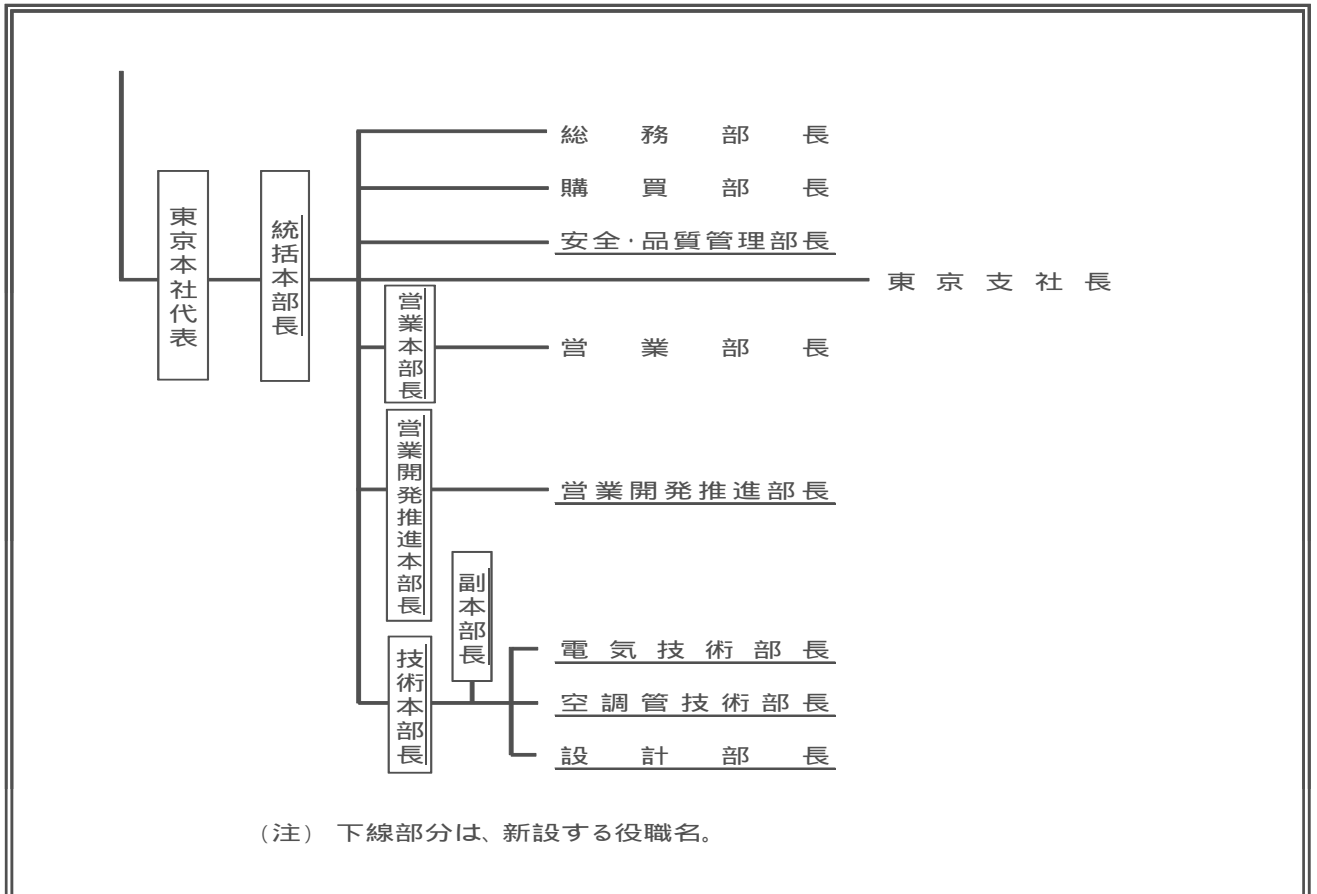 東京本社代表
統括本部長
総務部長
購買部長
安全・品質管理部長
東京支社長
営業本部長
営業部長
営業開発推進本部長
営業開発推進部長
技術本部長
副本部長
電気技術部長
空調管技術部長
設計部長
(注) 下線部分は、新設する役職名。